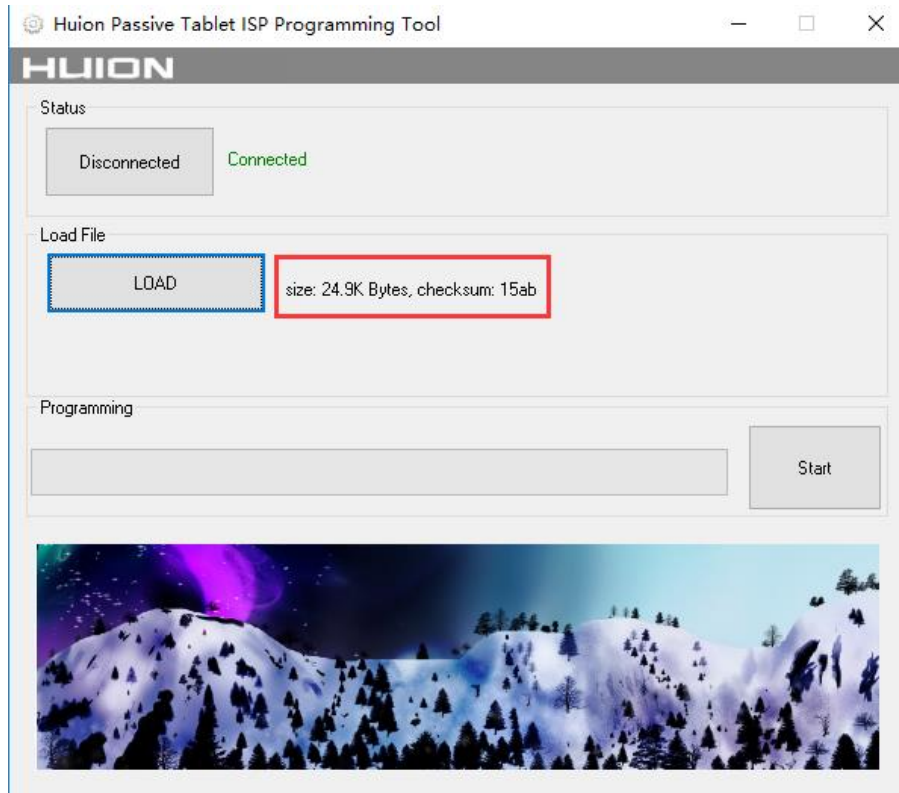 Huion Passive Tablet ISP Programming Tool
HUION
Status
Disconnected Connected
Load File
LOAD size: 24.9K Bytes, checksum: 15ab
Programming
Start